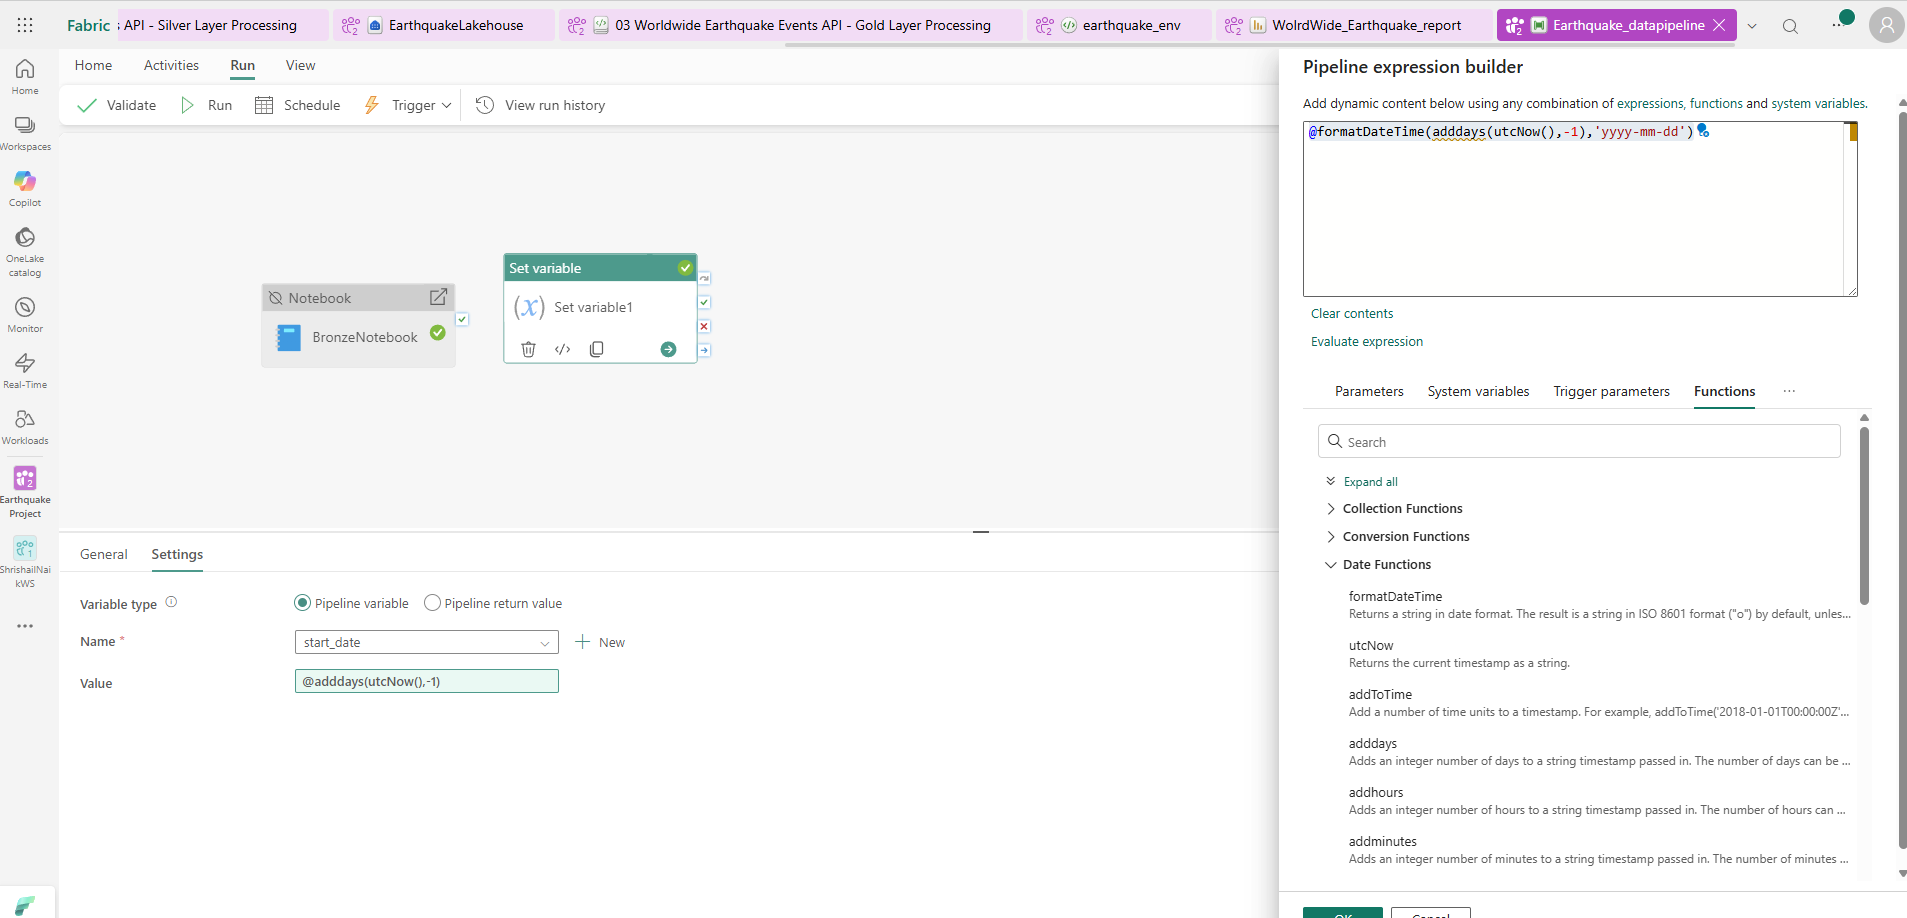 Fabric
s API - Silver Layer Processing
EarthquakeLakehouse
03 Worldwide Earthquake Events API - Gold Layer Processing
earthquake_env
WolrdWide_Earthquake_report
Earthquake_datapipeline
Home
Activities
Run
View
Validate
Run
Schedule
Trigger
View run history
Home
Workspaces
Copilot
OneLake
catalog
Monitor
Real-Time
Workloads
2
Earthquake
Project
1
ShrishailNai
kWS
Notebook
BronzeNotebook
Set variable
(x)
Set variable1
General
Settings
Variable type
Pipeline variable
Pipeline return value
Name *
start_date
New
Value
@adddays(utcNow(),-1)
Pipeline expression builder
Add dynamic content below using any combination of expressions, functions and system variables.
@formatDateTime(adddays(utcNow(),-1),'yyyy-mm-dd')
Clear contents
Evaluate expression
Parameters
System variables
Trigger parameters
Functions
Search
Expand all
Collection Functions
Conversion Functions
Date Functions
formatDateTime
Returns a string in date format. The result is a string in ISO 8601 format ("o") by default, unles...
utcNow
Returns the current timestamp as a string.
addToTime
Add a number of time units to a timestamp. For example, addToTime('2018-01-01T00:00:00Z'...
adddays
Adds an integer number of days to a string timestamp passed in. The number of days can be ...
addhours
Adds an integer number of hours to a string timestamp passed in. The number of hours can ...
addminutes
Adds an integer number of minutes to a string timestamp passed in. The number of minutes ...
OK
Cancel